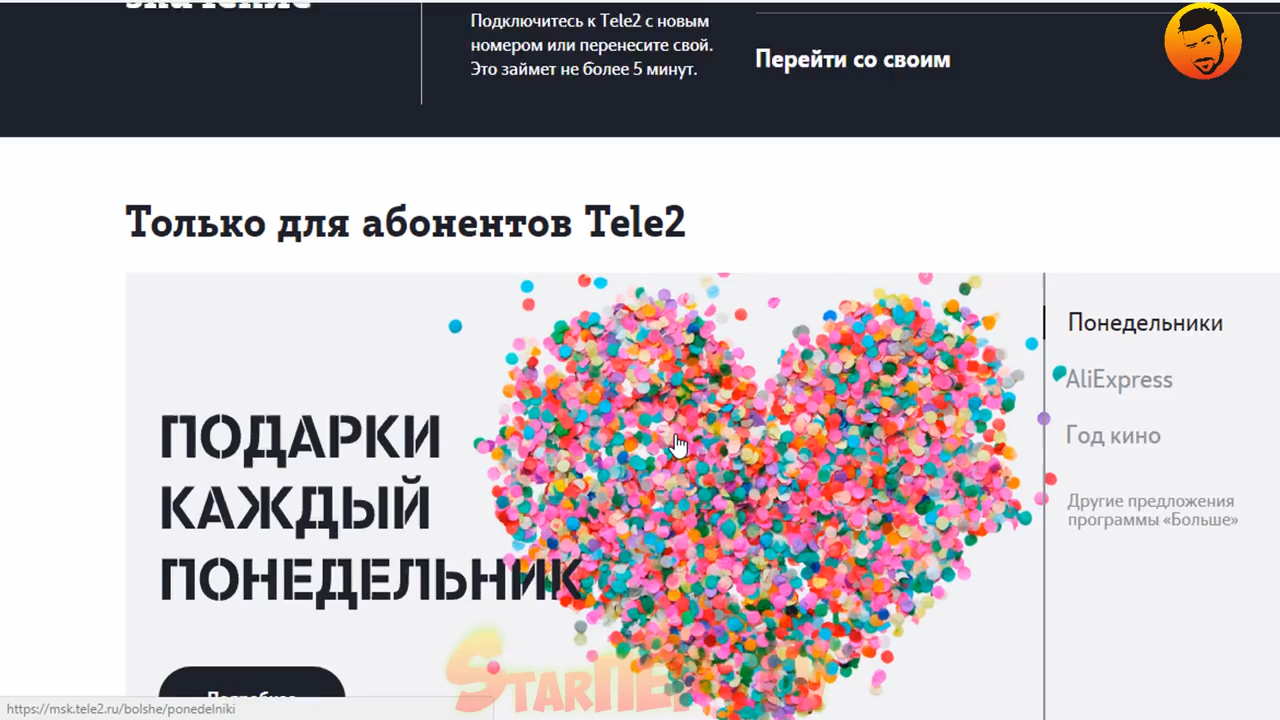 Подключитесь к Tele2 с новым
номером или перенесите свой.
Это займет не более 5 минут.
Перейти со своим
Только для абонентов Tele2
ПОДАРКИ
КАЖДЫЙ
ПОНЕДЕЛЬНИК
Понедельники
AliExpress
Год кино
Другие предложения
программы «Больше»
https://msk.tele2.ru/bolshe/ponedelniki